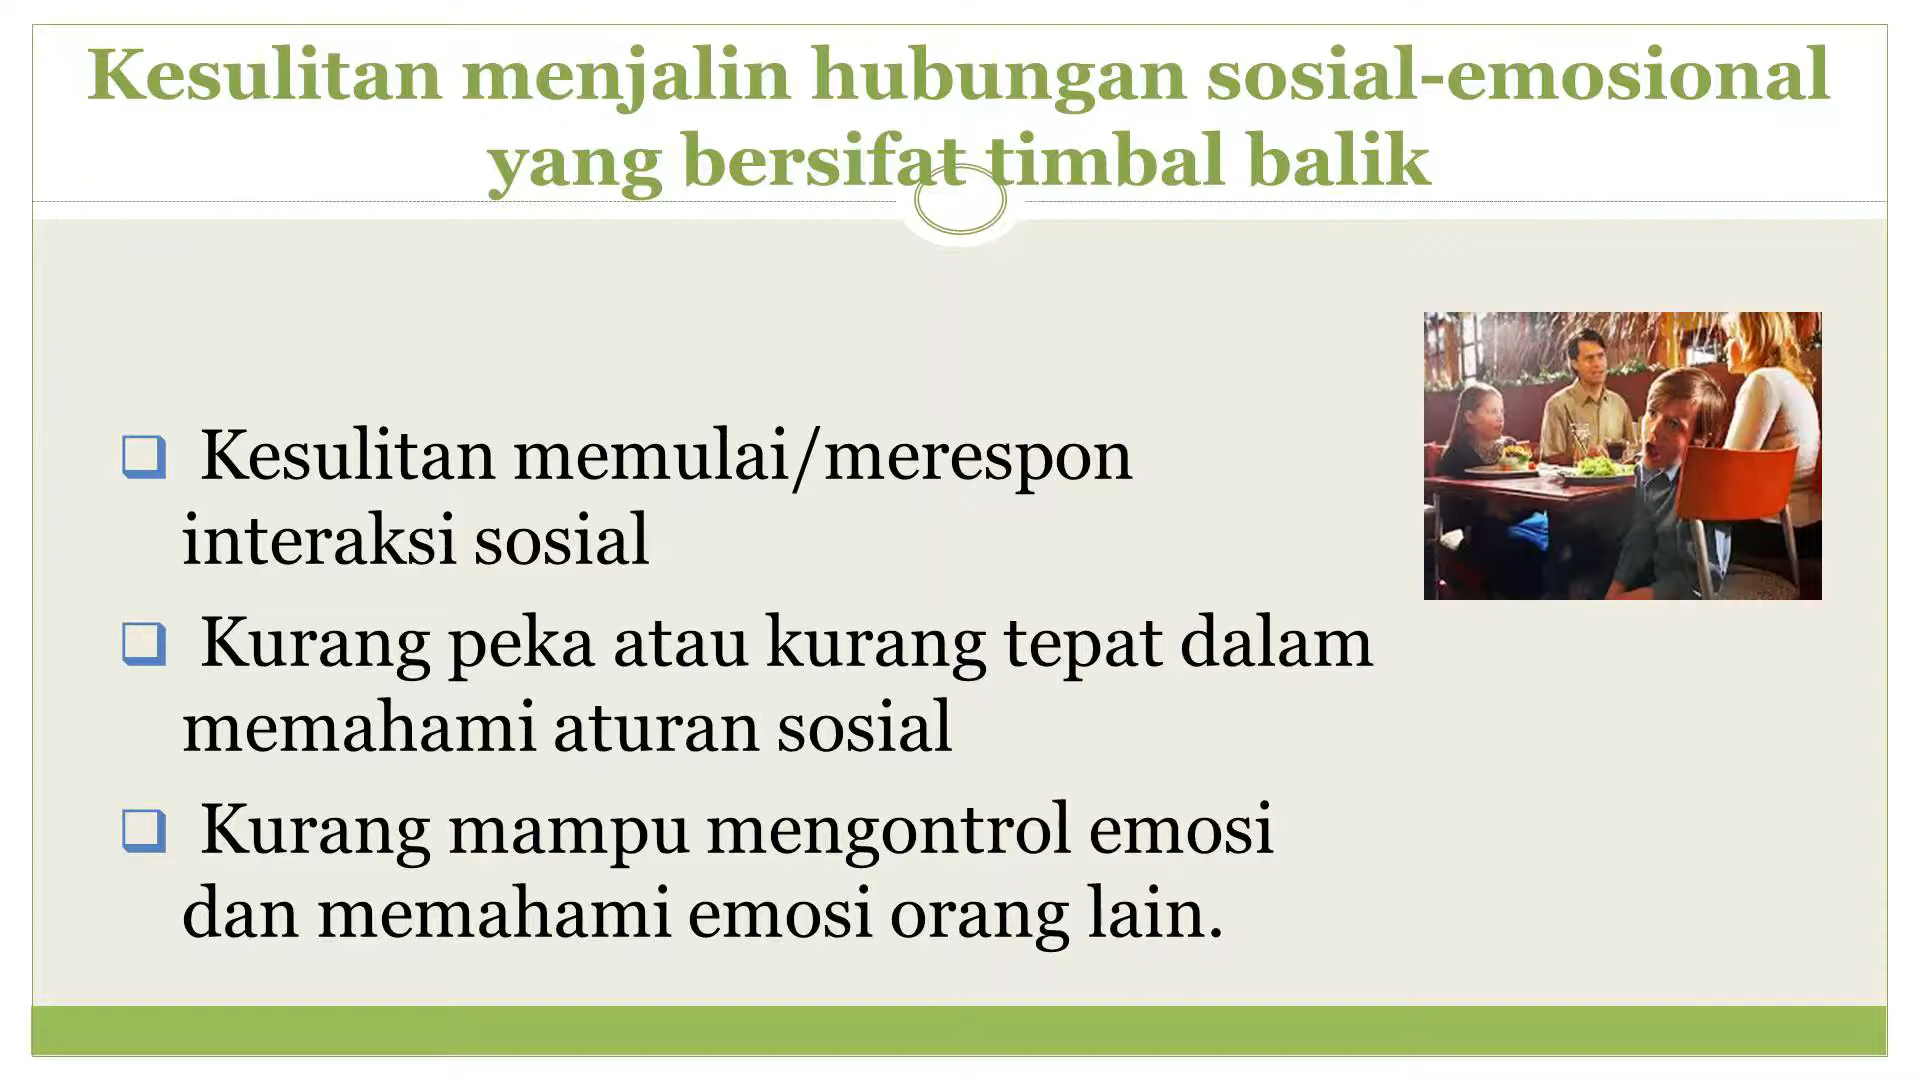 Kesulitan menjalin hubungan sosial-emosional
yang bersifat timbal balik
Kesulitan memulai/merespon
interaksi sosial
Kurang peka atau kurang tepat dalam
memahami aturan sosial
Kurang mampu mengontrol emosi
dan memahami emosi orang lain.